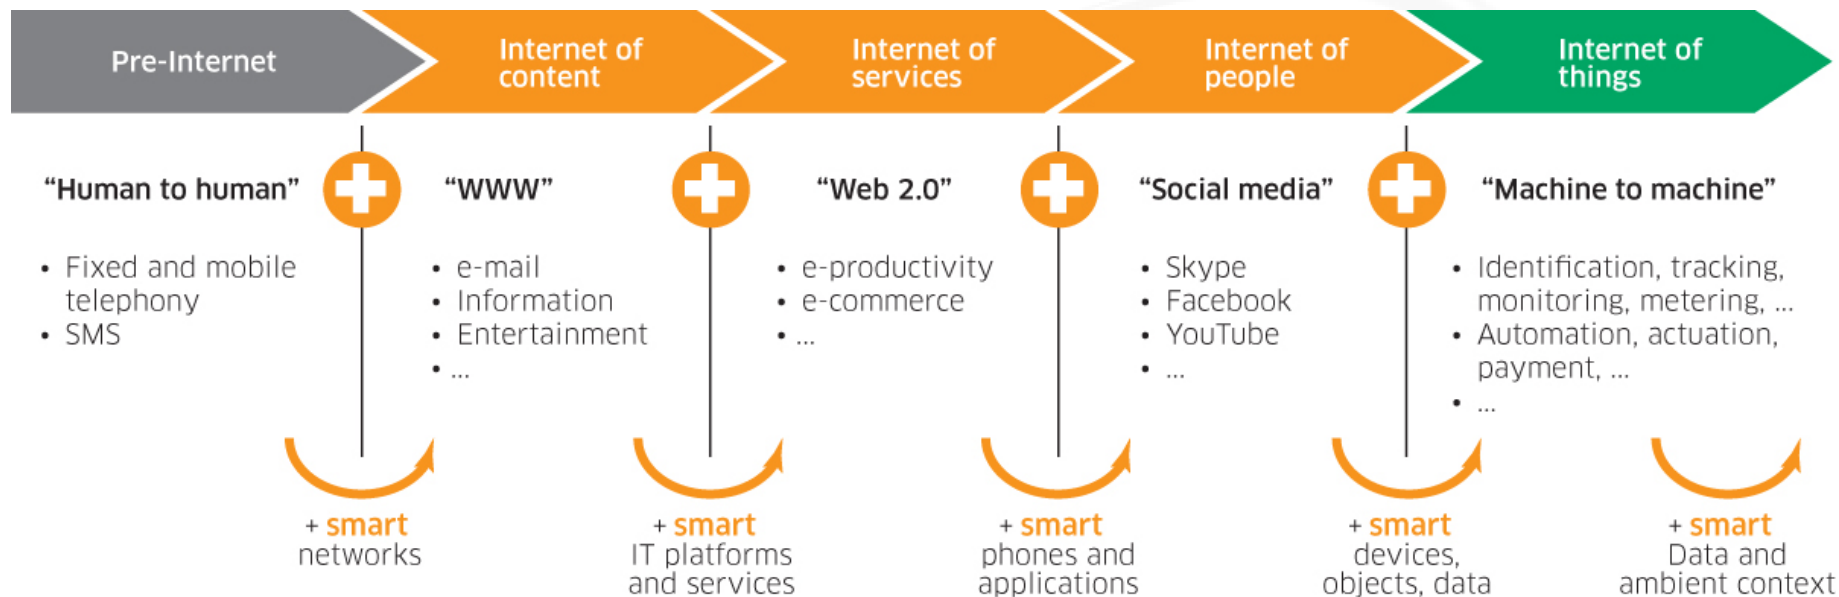 Pre-Internet
Internet of
content
Internet of
services
Internet of
people
Internet of
things
“Human to human”
“WWW”
“Web 2.0”
“Social media”
“Machine to machine”
• Fixed and mobile
telephony
• SMS
• e-mail
• Information
• Entertainment
• ...
• e-productivity
• e-commerce
• ...
• Skype
• Facebook
• YouTube
• ...
• Identification, tracking,
monitoring, metering, ...
• Automation, actuation,
payment, ...
• ...
+ smart
networks
+ smart
IT platforms
and services
+ smart
phones and
applications
+ smart
devices,
objects, data
+ smart
Data and
ambient context